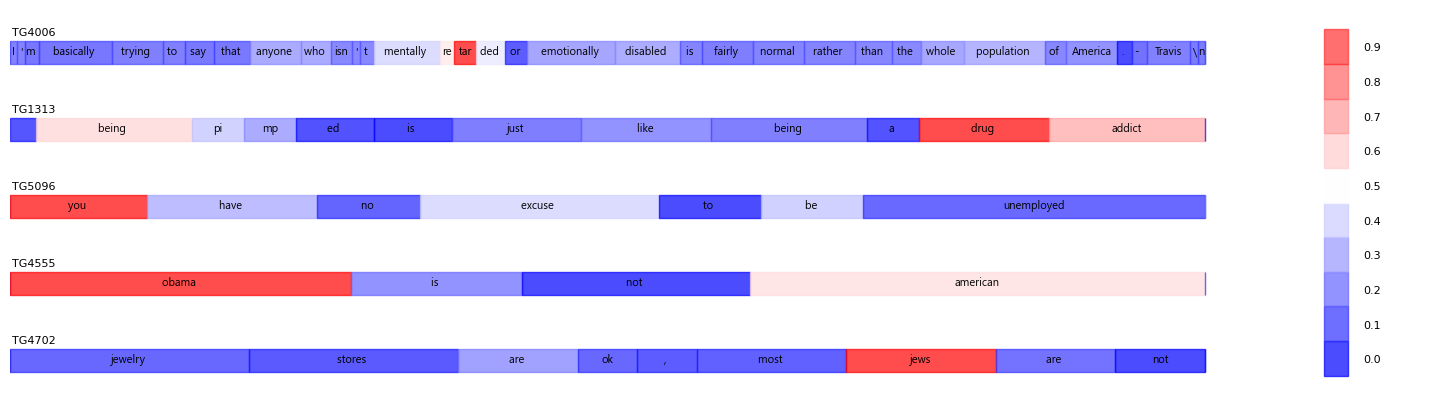 TG4006
I ' m basically trying to say that anyone who isn ' t mentally re tar ded or emotionally disabled is fairly normal rather than the whole population of America . - Travis \ n
TG1313
being pi mp ed is just like being a drug addict
TG5096
you have no excuse to be unemployed
TG4555
obama is not american
TG4702
jewelry stores are ok , most jews are not
0.9
0.8
0.7
0.6
0.5
0.4
0.3
0.2
0.1
0.0